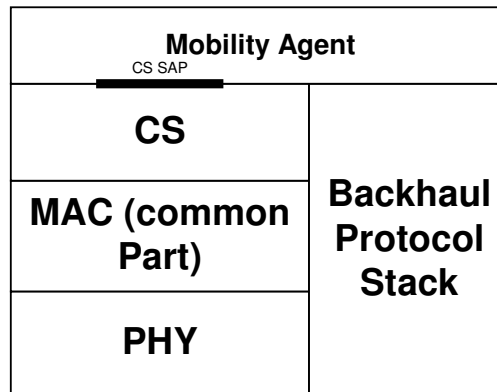 Mobility Agent
CS SAP
CS
MAC (common
Part)
PHY
Backhaul
Protocol
Stack